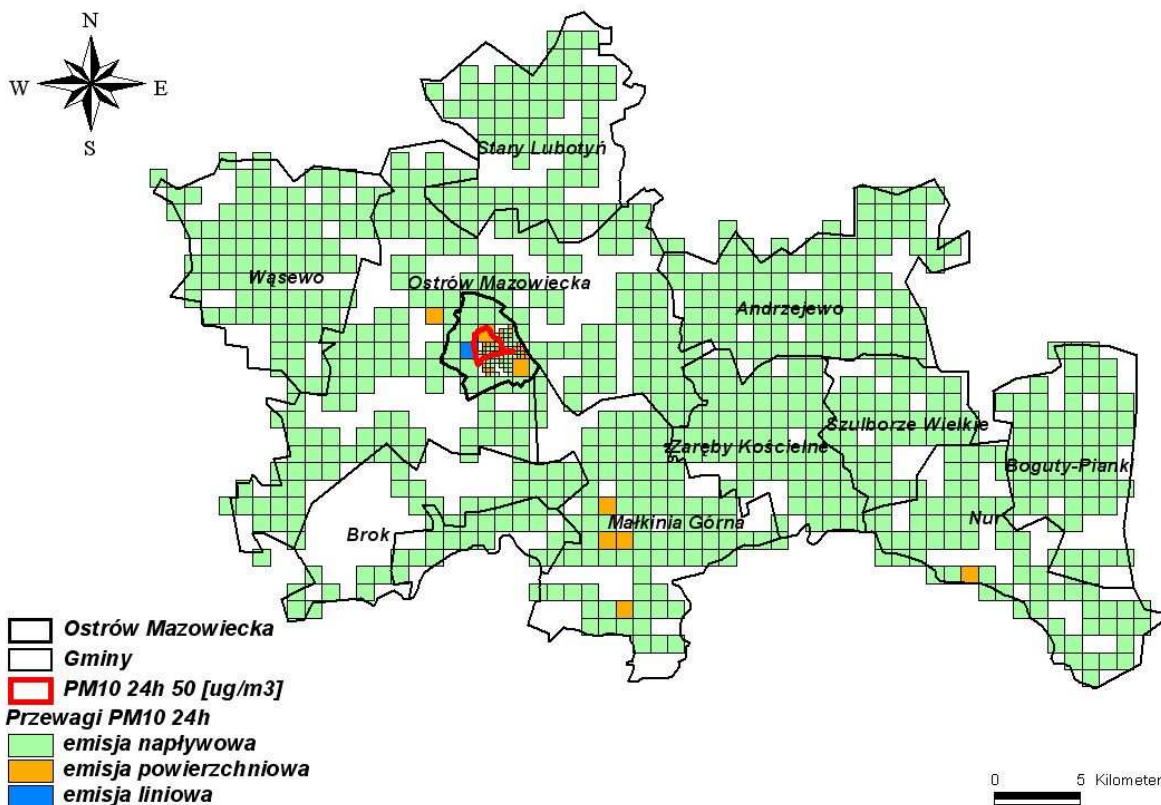 N
W E
S
Stary Lubotyń
Wąsewo
Ostrów Mazowiecka
Andrzejewo
Szulborze Wielkie
Zaręby Kościelne
Boguty-Pianki
Małkinia Górna
Nur
Brok
Ostrów Mazowiecka
Gminy
PM10 24h 50 [ug/m3]
Przewagi PM10 24h
emisja napływowa
emisja powierzchniowa
emisja liniowa
0 5 Kilometer